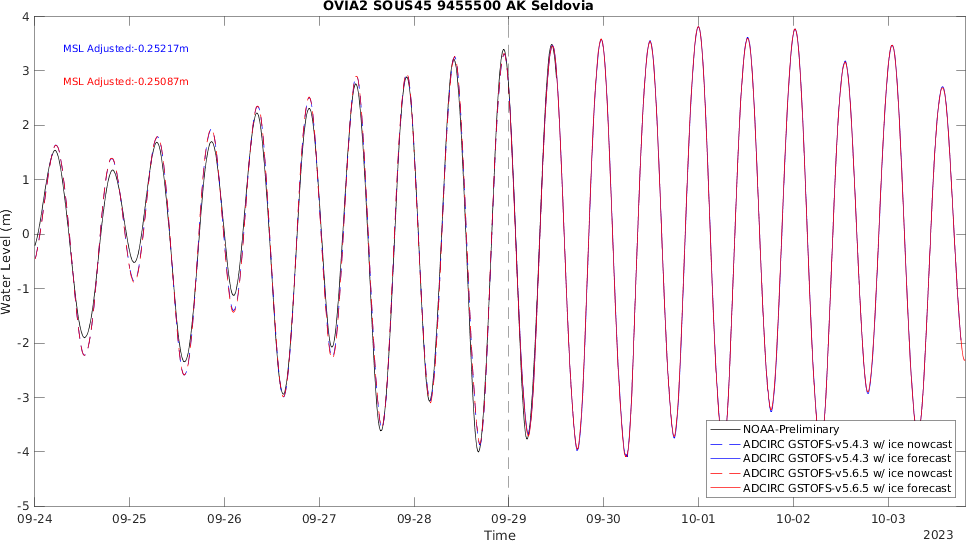 OVIA2 SOUS45 9455500 AK Seldovia
MSL Adjusted:-0.25217m
MSL Adjusted:-0.25087m
Water Level (m)
4
3
2
1
0
-1
-2
-3
-4
-5
NOAA-Preliminary
ADCIRC GSTOFS-v5.4.3 w/ ice nowcast
ADCIRC GSTOFS-v5.4.3 w/ ice forecast
ADCIRC GSTOFS-v5.6.5 w/ ice nowcast
ADCIRC GSTOFS-v5.6.5 w/ ice forecast
09-24 09-25 09-26 09-27 09-28 09-29 09-30 10-01 10-02 10-03
Time
2023